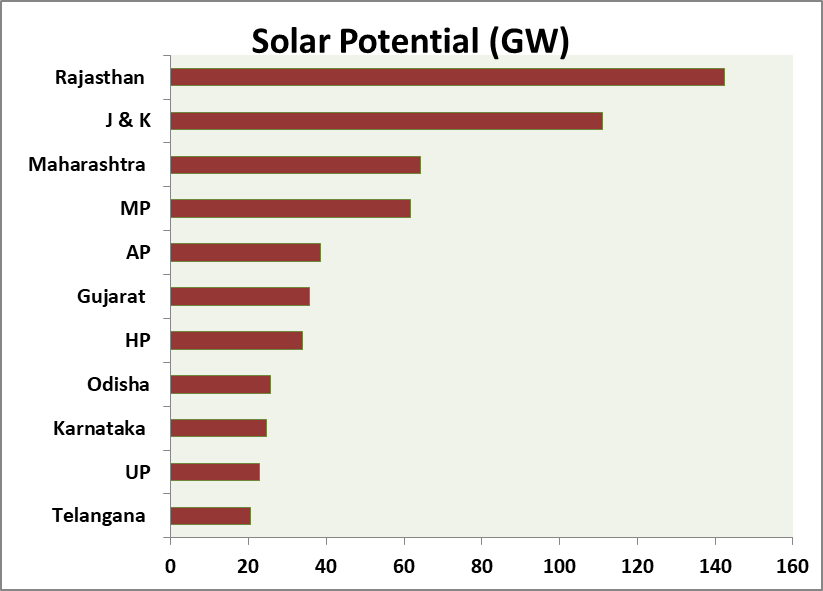 Solar Potential (GW)
Rajasthan
J & K
Maharashtra
MP
AP
Gujarat
HP
Odisha
Karnataka
UP
Telangana
0 20 40 60 80 100 120 140 160